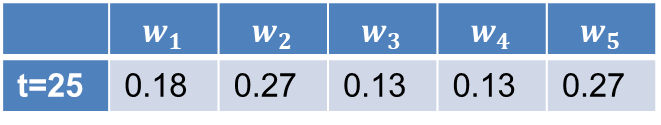 w₁ w₂ w₃ w₄ w₅
t=25 0.18 0.27 0.13 0.13 0.27